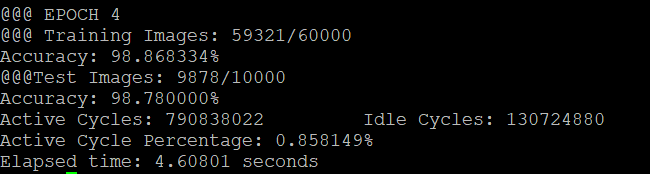 @@@ EPOCH 4
@@@ Training Images: 59321/60000
Accuracy: 98.868334%
@@@Test Images: 9878/10000
Accuracy: 98.780000%
Active Cycles: 790838022 Idle Cycles: 130724880
Active Cycle Percentage: 0.858149%
Elapsed time: 4.60801 seconds